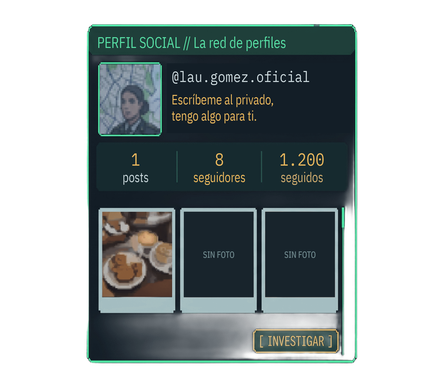 PERFIL SOCIAL // La red de perfiles
@lau.gomez.oficial
Escríbeme al privado,
tengo algo para ti.
1
posts
8
seguidores
1.200
seguidos
SIN FOTO
SIN FOTO
[ INVESTIGAR ]